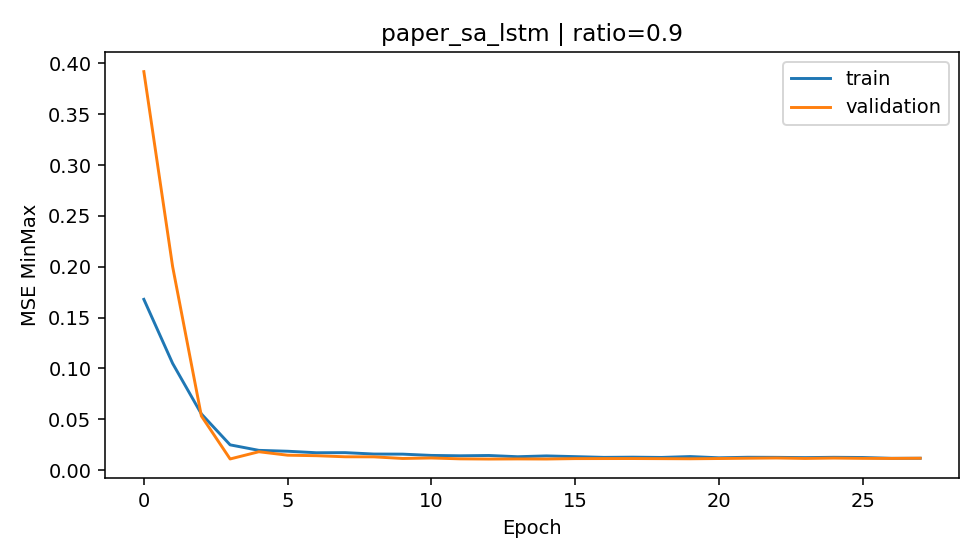 paper_sa_lstm | ratio=0.9
train
validation
MSE MinMax
0.40
0.35
0.30
0.25
0.20
0.15
0.10
0.05
0.00
0 5 10 15 20 25
Epoch